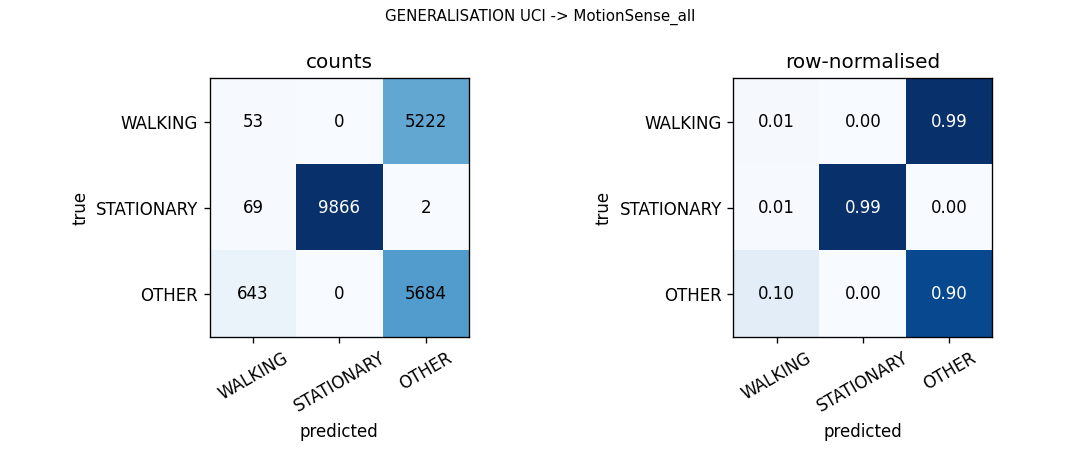 GENERALISATION UCI -> MotionSense_all
counts
true
WALKING 53 0 5222
STATIONARY 69 9866 2
OTHER 643 0 5684
WALKING STATIONARY OTHER
predicted
row-normalised
true
WALKING 0.01 0.00 0.99
STATIONARY 0.01 0.99 0.00
OTHER 0.10 0.00 0.90
WALKING STATIONARY OTHER
predicted